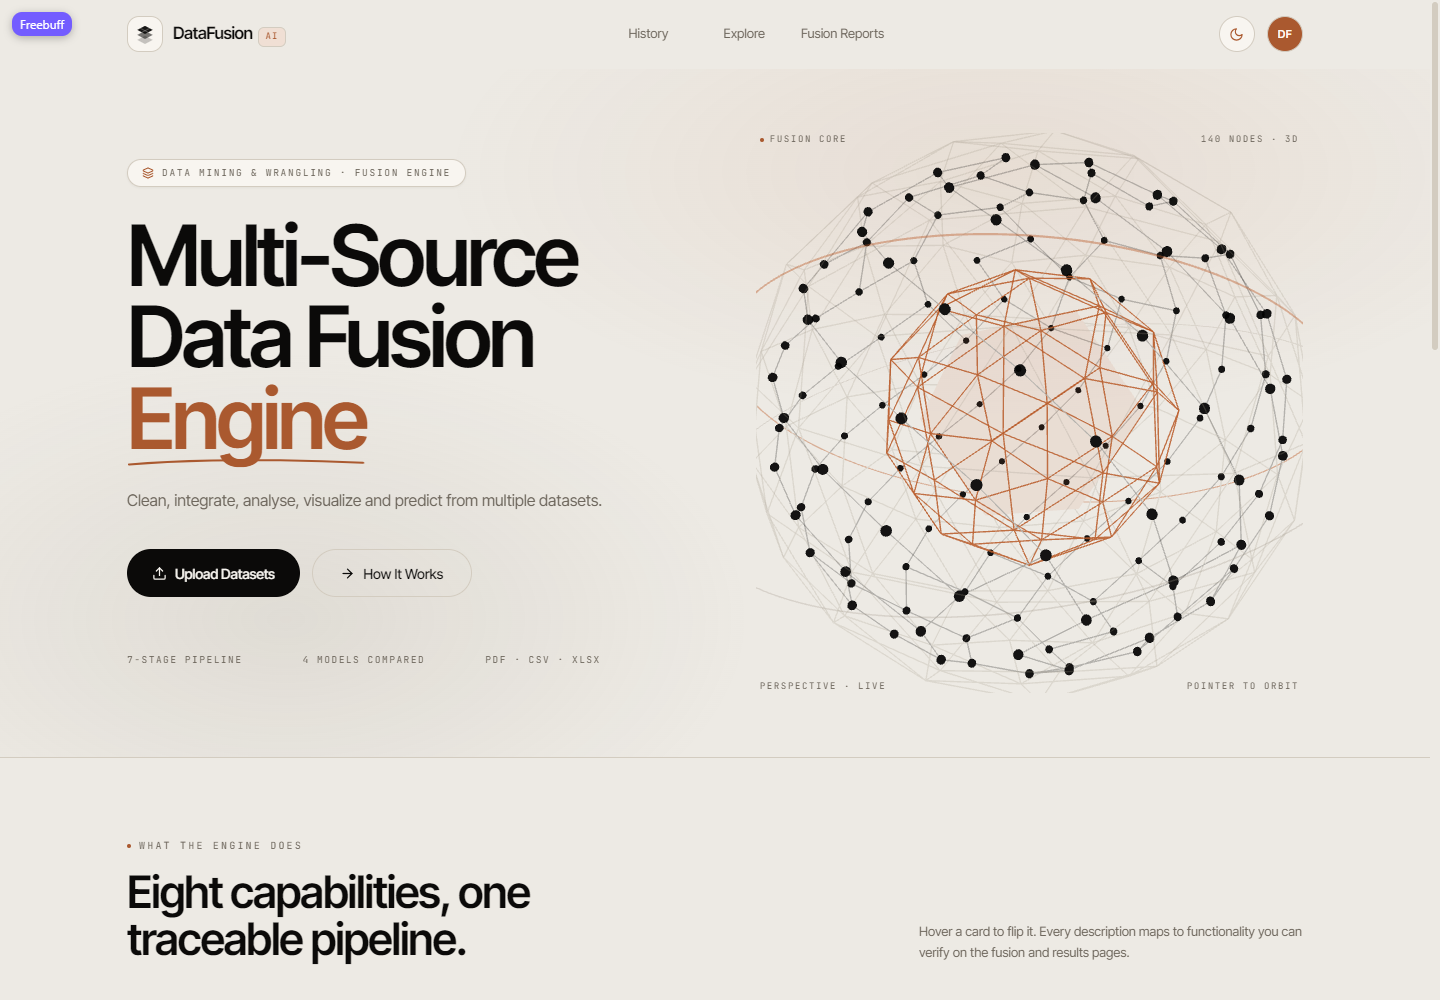 Freebuff
DataFusion AI
History
Explore
Fusion Reports
DF
FUSION CORE
140 NODES · 3D
DATA MINING & WRANGLING · FUSION ENGINE
Multi-Source
Data Fusion
Engine
Clean, integrate, analyse, visualize and predict from multiple datasets.
Upload Datasets
How It Works
7-STAGE PIPELINE
4 MODELS COMPARED
PDF · CSV · XLSX
PERSPECTIVE · LIVE
POINTER TO ORBIT
WHAT THE ENGINE DOES
Eight capabilities, one
traceable pipeline.
Hover a card to flip it. Every description maps to functionality you can
verify on the fusion and results pages.